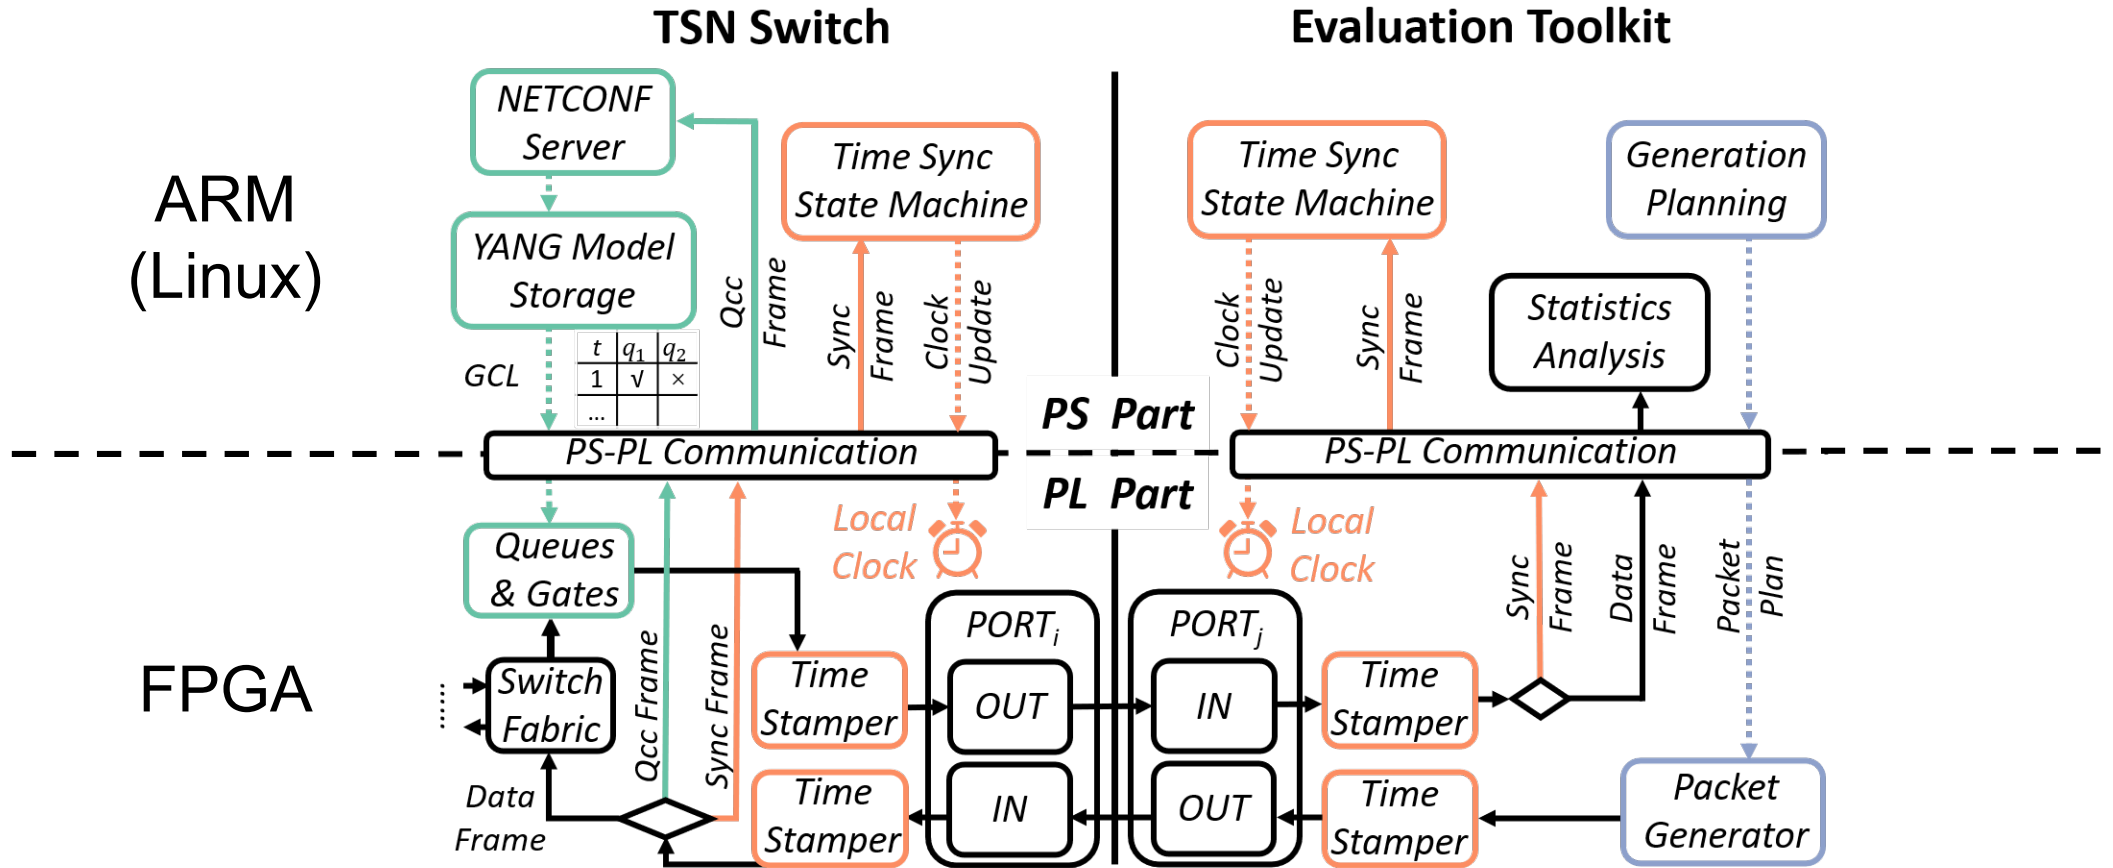 TSN Switch
Evaluation Toolkit
ARM
(Linux)
FPGA
NETCONF
Server
YANG Model
Storage
GCL
t q₁ q₂
1 √ ×
...
Qcc
Frame
Time Sync
State Machine
Sync
Frame
Clock
Update
PS-PL Communication
PS Part
PL Part
Queues
& Gates
Switch
Fabric
......
Data
Frame
Qcc Frame
Sync Frame
Local
Clock
Time
Stamper
Time
Stamper
PORTᵢ
OUT
IN
Time Sync
State Machine
Generation
Planning
Clock
Update
Sync
Frame
Statistics
Analysis
PS-PL Communication
Local
Clock
Sync
Frame
Data
Frame
Packet
Plan
PORTⱼ
IN
OUT
Time
Stamper
Time
Stamper
Packet
Generator